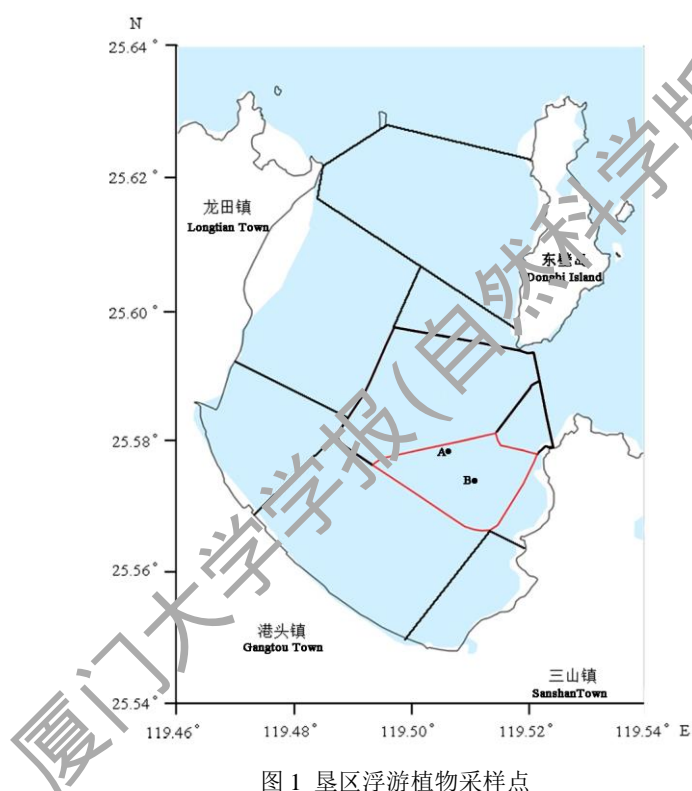 N
25.64°
25.62°
龙田镇
Longtian Town
东壁岛
Dongbi Island
25.60°
25.58°
A
B
25.56°
港头镇
Gangtou Town
三山镇
SanshanTown
25.54°
119.46° 119.48° 119.50° 119.52° 119.54° E
厦门大学学报(自然科学版
图 1 垦区浮游植物采样点